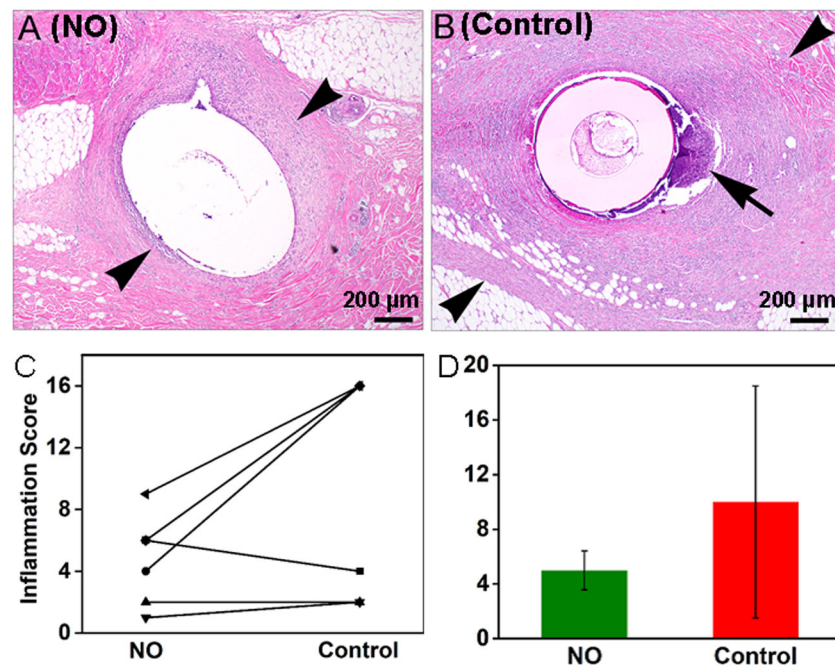 A (NO)
B (Control)
200 µm
200 µm
C
Inflammation Score
16
12
8
4
0
NO
Control
D
20
16
12
8
4
0
NO
Control